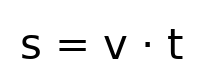 s = v · t